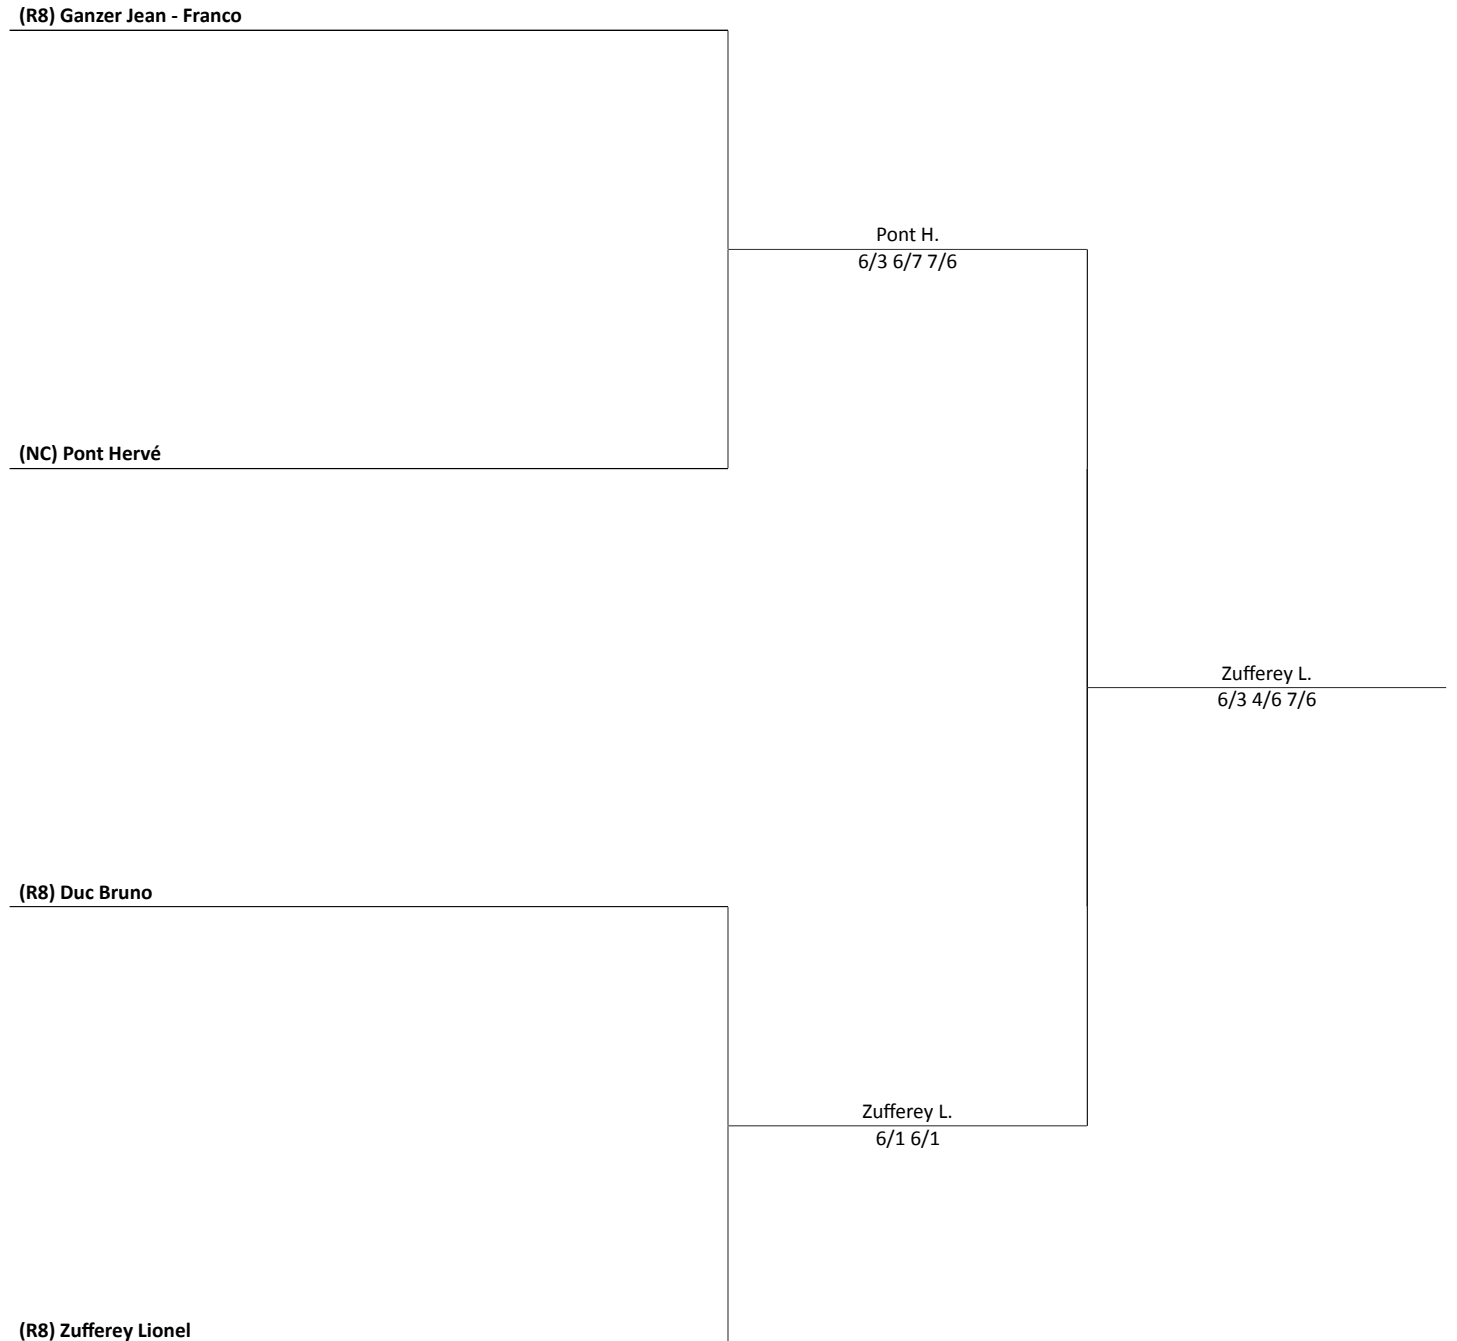 (R8) Ganzer Jean - Franco
Pont H.
6/3 6/7 7/6
(NC) Pont Hervé
Zufferey L.
6/3 4/6 7/6
(R8) Duc Bruno
Zufferey L.
6/1 6/1
(R8) Zufferey Lionel